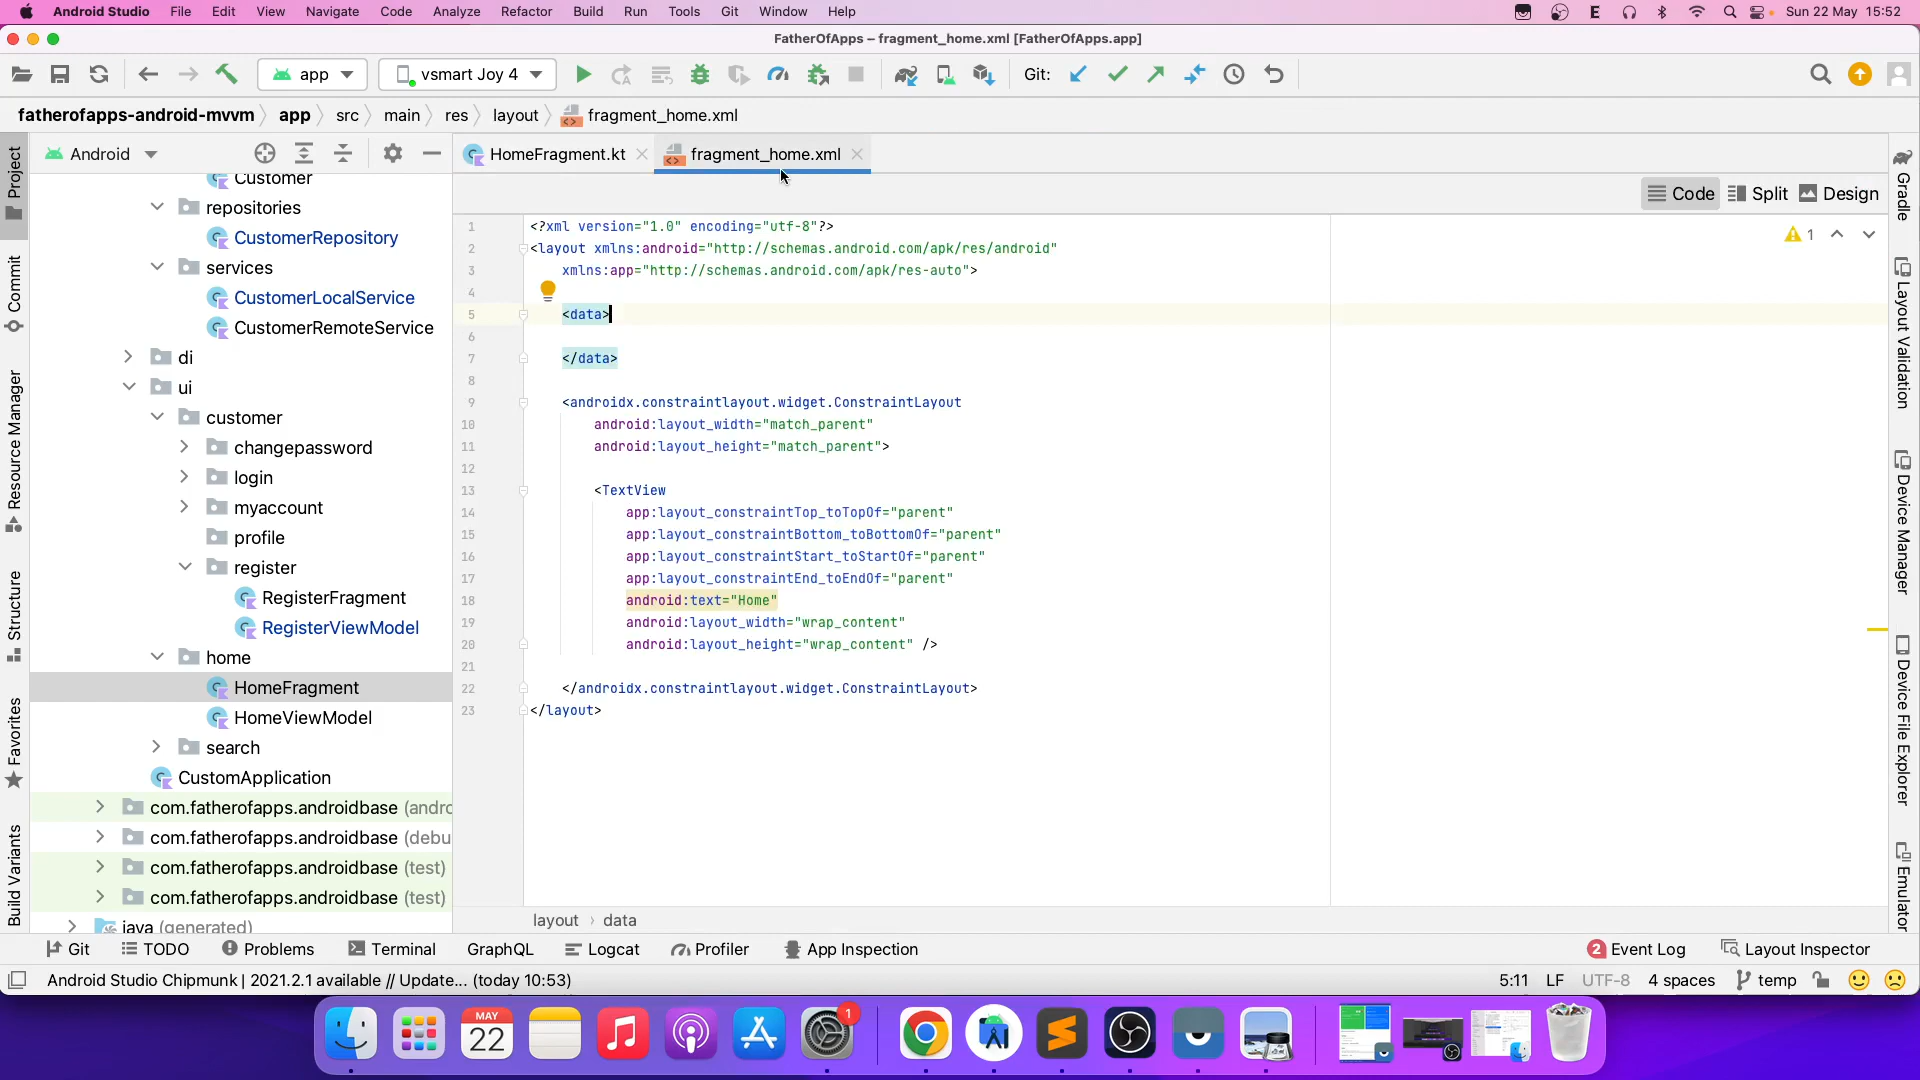 Android Studio File Edit View Navigate Code Analyze Refactor Build Run Tools Git Window Help E Sun 22 May 15:52
FatherOfApps – fragment_home.xml [FatherOfApps.app]
app vsmart Joy 4 Git:
fatherofapps-android-mvvm app src main res layout fragment_home.xml
Android
HomeFragment.kt fragment_home.xml
Code Split Design
Project
Commit
Resource Manager
Structure
Favorites
Build Variants
Customer
repositories
CustomerRepository
services
CustomerLocalService
CustomerRemoteService
di
ui
customer
changepassword
login
myaccount
profile
register
RegisterFragment
RegisterViewModel
home
HomeFragment
HomeViewModel
search
CustomApplication
com.fatherofapps.androidbase (andro
com.fatherofapps.androidbase (debu
com.fatherofapps.androidbase (test)
com.fatherofapps.androidbase (test)
java (generated)
1 <?xml version="1.0" encoding="utf-8"?>
2 <layout xmlns:android="http://schemas.android.com/apk/res/android"
3 xmlns:app="http://schemas.android.com/apk/res-auto">
4
5 <data>
6
7 </data>
8
9 <androidx.constraintlayout.widget.ConstraintLayout
10 android:layout_width="match_parent"
11 android:layout_height="match_parent">
12
13 <TextView
14 app:layout_constraintTop_toTopOf="parent"
15 app:layout_constraintBottom_toBottomOf="parent"
16 app:layout_constraintStart_toStartOf="parent"
17 app:layout_constraintEnd_toEndOf="parent"
18 android:text="Home"
19 android:layout_width="wrap_content"
20 android:layout_height="wrap_content" />
21
22 </androidx.constraintlayout.widget.ConstraintLayout>
23 </layout>
1
layout data
Gradle
Layout Validation
Device Manager
Device File Explorer
Emulator
Git TODO Problems Terminal GraphQL Logcat Profiler App Inspection 2 Event Log Layout Inspector
Android Studio Chipmunk | 2021.2.1 available // Update... (today 10:53) 5:11 LF UTF-8 4 spaces temp
MAY
22
1